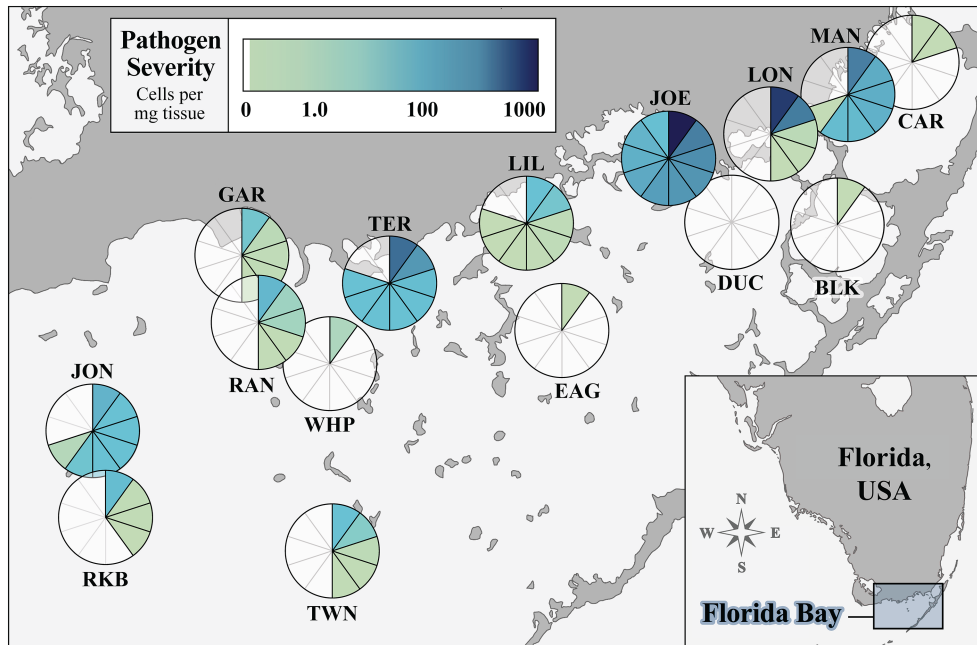 Pathogen
Severity
Cells per
mg tissue
0 1.0 100 1000
MAN
LON
CAR
JOE
LIL
GAR
TER
DUC
BLK
RAN
EAG
WHP
JON
RKB
TWN
Florida,
USA
N
W E
S
Florida Bay